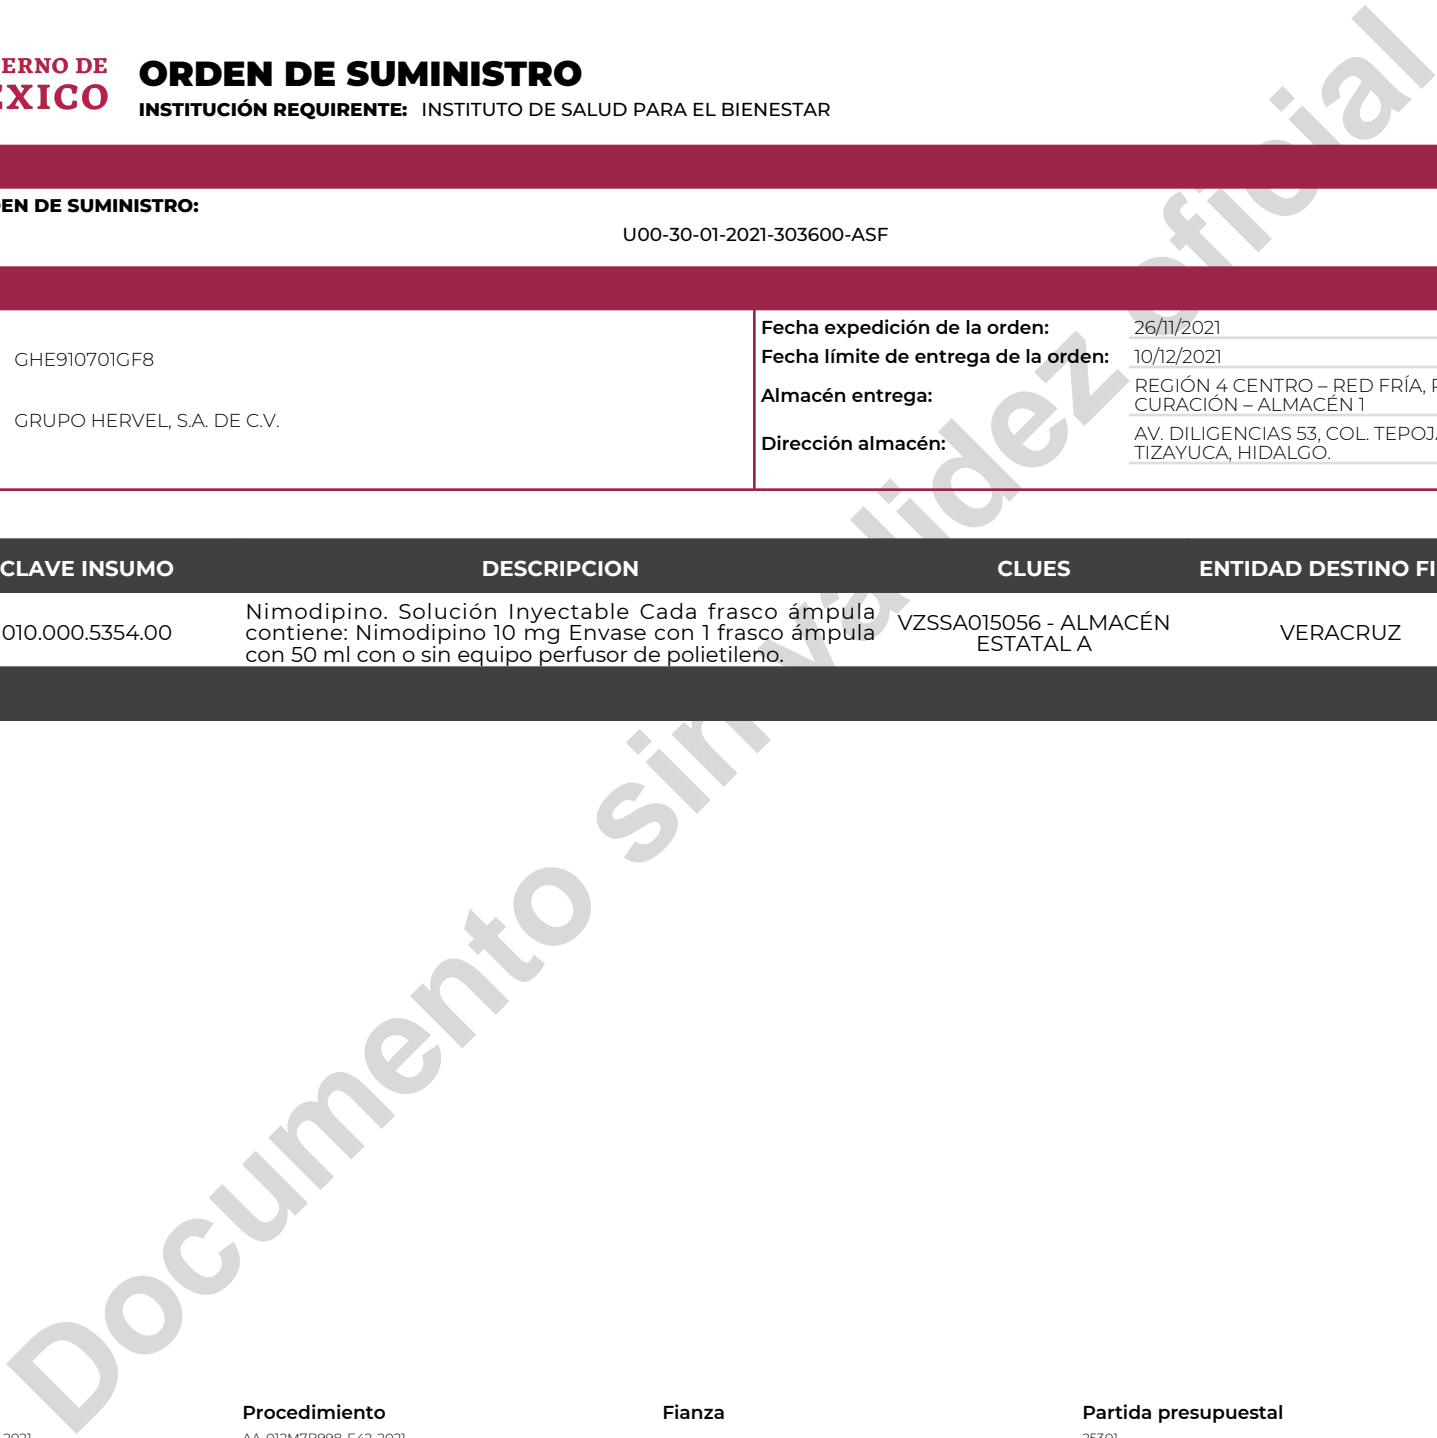 ERNO DE
ORDEN DE SUMINISTRO
INSTITUCIÓN REQUIRENTE: INSTITUTO DE SALUD PARA EL BIENESTAR
EN DE SUMINISTRO:
U00-30-01-2021-303600-ASF
GHE910701GF8
GRUPO HERVEL, S.A. DE C.V.
Fecha expedición de la orden: 26/11/2021
Fecha límite de entrega de la orden: 10/12/2021
Almacén entrega: REGIÓN 4 CENTRO – RED FRÍA,
CURACIÓN – ALMACÉN 1
Dirección almacén: AV. DILIGENCIAS 53, COL.
TIZAYUCA, HIDALGO.
CLAVE INSUMO DESCRIPCION CLUES ENTIDAD DESTINO
010.000.5354.00
Nimodipino. Solución Inyectable Cada frasco ámpula
contiene: Nimodipino 10 mg Envase con 1 frasco ámpula
con 50 ml con o sin equipo perfusor de polietileno.
VZSSA015056 - ALMACÉN
ESTATAL A
VERACRUZ
Documento sin validez oficial
Procedimiento Fianza Partida presupuestal